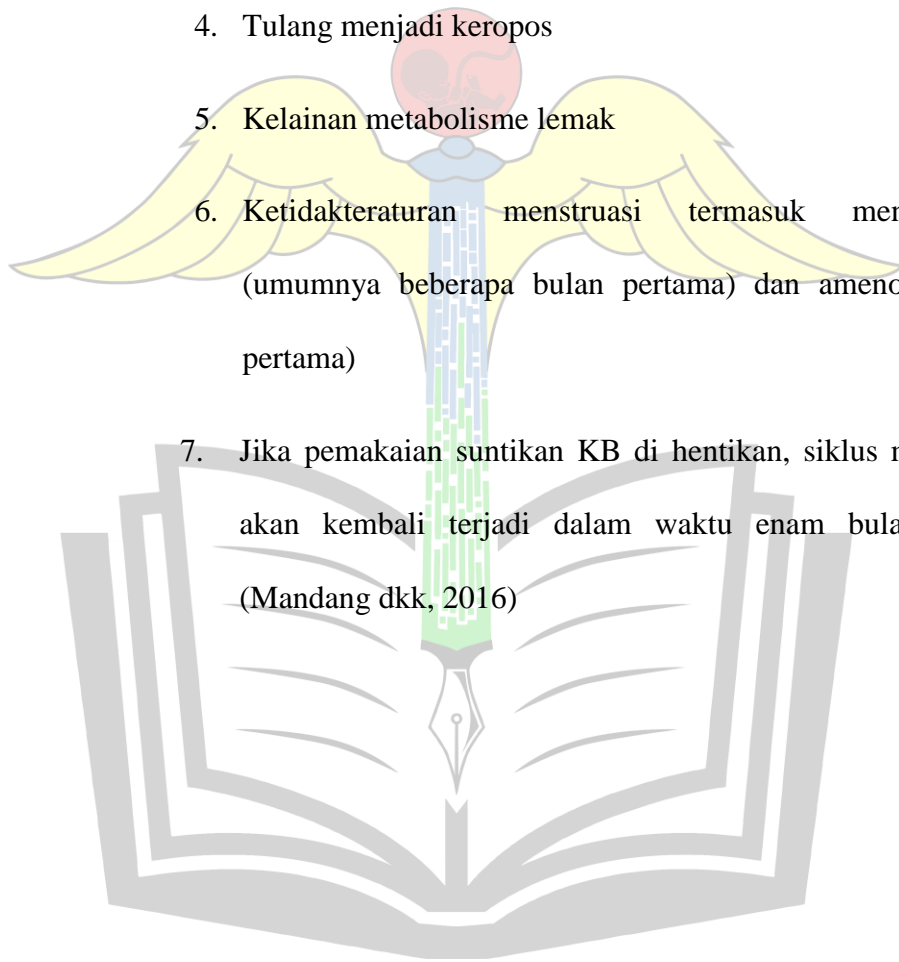 4. Tulang menjadi keropos
5. Kelainan metabolisme lemak
6. Ketidakteraturan menstruasi termasuk
(umumnya beberapa bulan pertama) dan
pertama)
7. Jika pemakaian suntikan KB di hentikan, siklus
akan kembali terjadi dalam waktu enam
(Mandang dkk, 2016)